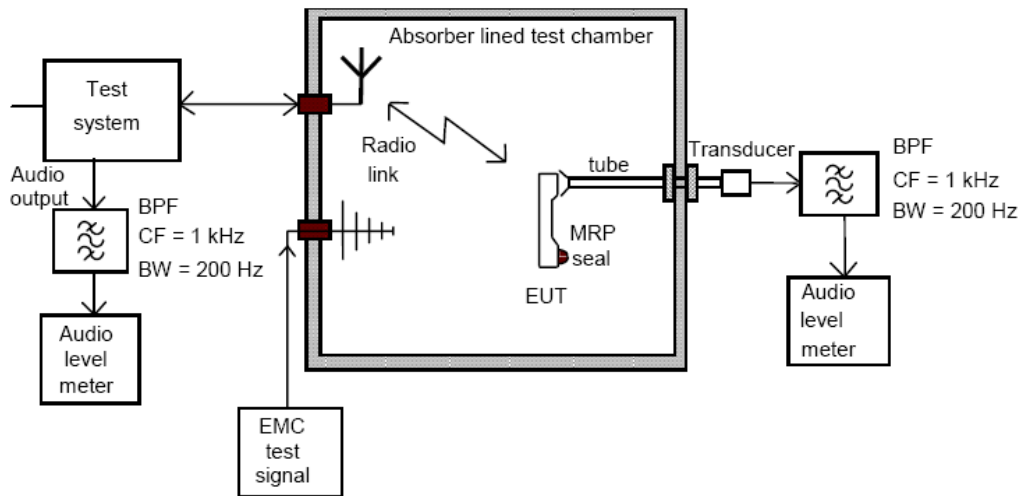 Absorber lined test chamber
Test
system
Radio
link
Audio
output
BPF
CF = 1 kHz
BW = 200 Hz
Audio
level
meter
EMC
test
signal
tube
MRP
seal
EUT
Transducer
BPF
CF = 1 kHz
BW = 200 Hz
Audio
level
meter